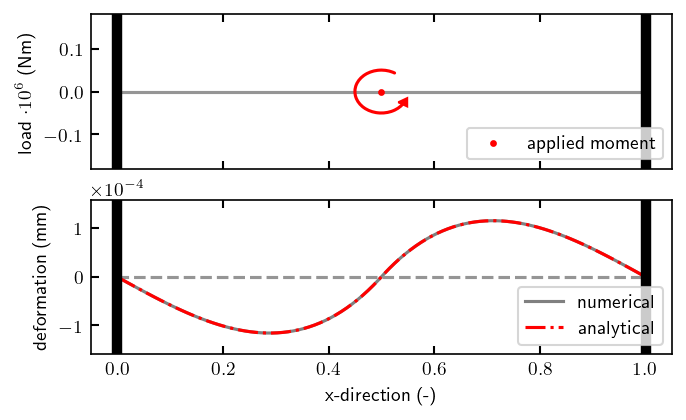 load ·10⁶ (Nm)
0.1
0.0
−0.1
applied moment
×10⁻⁴
deformation (mm)
1
0
−1
numerical
analytical
0.0 0.2 0.4 0.6 0.8 1.0
x-direction (-)